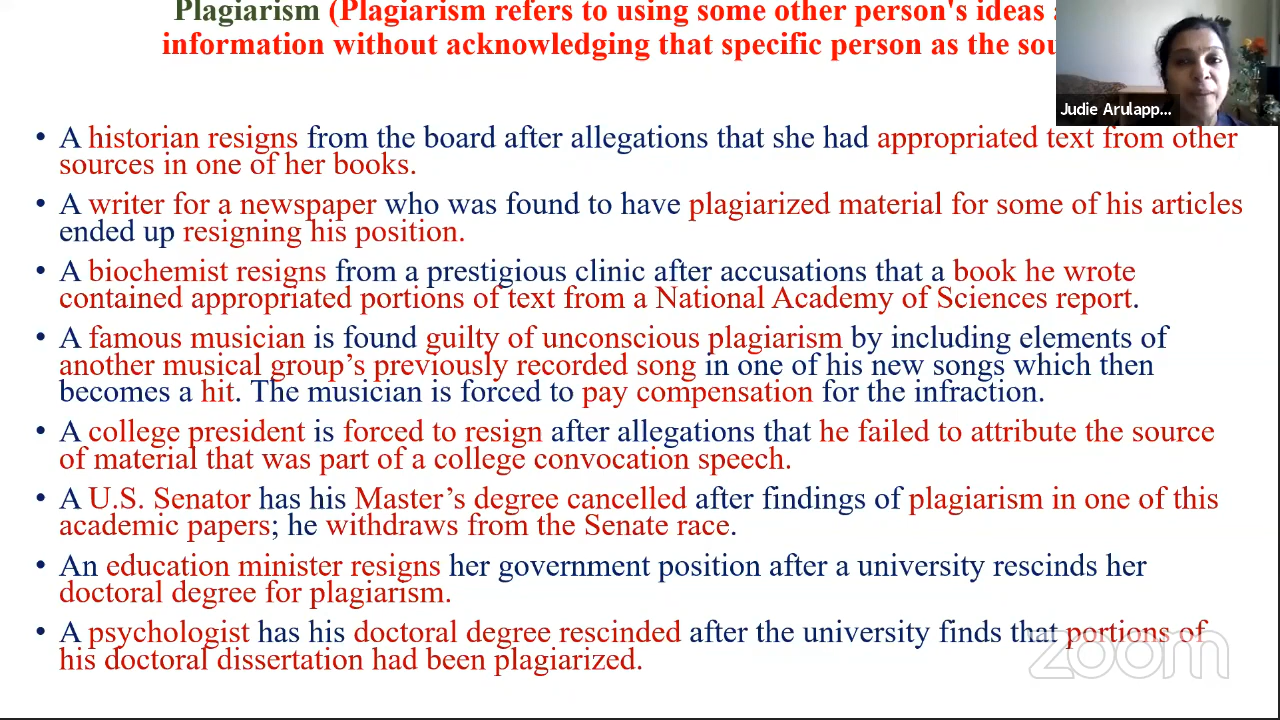 Plagiarism (Plagiarism refers to using some other person's ideas
information without acknowledging that specific person as the
Judie Arulapp...
• A historian resigns from the board after allegations that she had appropriated text from other
sources in one of her books.
• A writer for a newspaper who was found to have plagiarized material for some of his articles
ended up resigning his position.
• A biochemist resigns from a prestigious clinic after accusations that a book he wrote
contained appropriated portions of text from a National Academy of Sciences report.
• A famous musician is found guilty of unconscious plagiarism by including elements of
another musical group’s previously recorded song in one of his new songs which then
becomes a hit. The musician is forced to pay compensation for the infraction.
• A college president is forced to resign after allegations that he failed to attribute the source
of material that was part of a college convocation speech.
• A U.S. Senator has his Master’s degree cancelled after findings of plagiarism in one of this
academic papers; he withdraws from the Senate race.
• An education minister resigns her government position after a university rescinds her
doctoral degree for plagiarism.
• A psychologist has his doctoral degree rescinded after the university finds that portions of
his doctoral dissertation had been plagiarized.
zoom